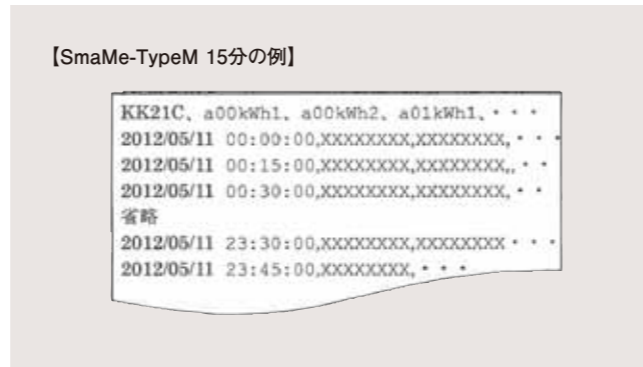 【SmaMe-TypeM 15分の例】
KK21C、a00kWh1、a00kWh2、a01kWh1、・・・
2012/05/11 00:00:00,XXXXXXXX,XXXXXXXX,・・・
2012/05/11 00:15:00,XXXXXXXX,XXXXXXXX,,・・
2012/05/11 00:30:00,XXXXXXXX,XXXXXXXX,・・
省略
2012/05/11 23:30:00,XXXXXXXX,XXXXXXXX・・・
2012/05/11 23:45:00,XXXXXXXX,・・・